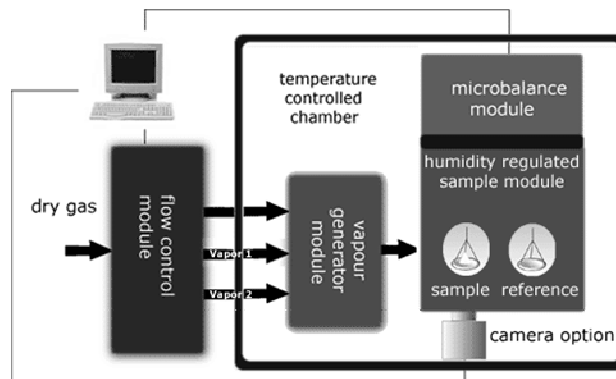 temperature
controlled
chamber
microbalance
module
humidity regulated
sample module
dry gas
flow control
module
Vapor 1
Vapor 2
vapour
generator
module
sample
reference
camera option